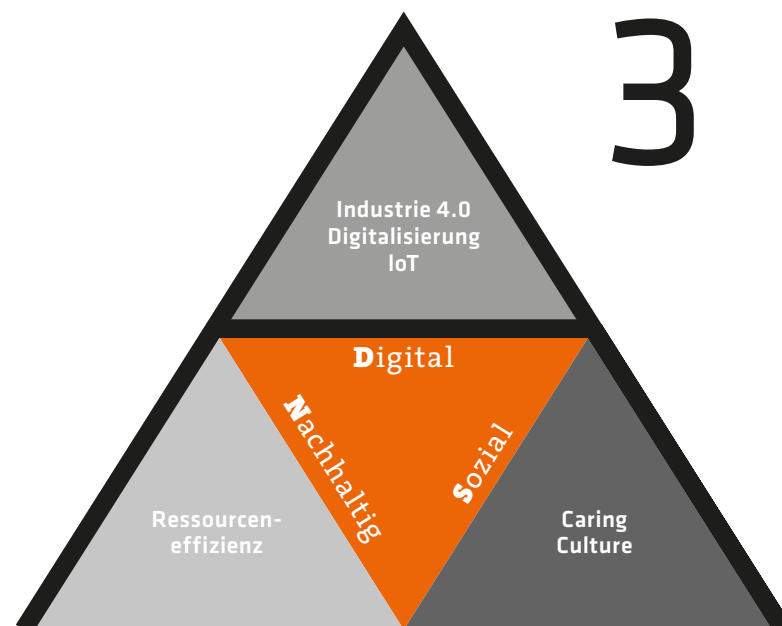 3
Industrie 4.0
Digitalisierung
IoT
Digital
Nachhaltig
Sozial
Ressourcen-
effizienz
Caring
Culture